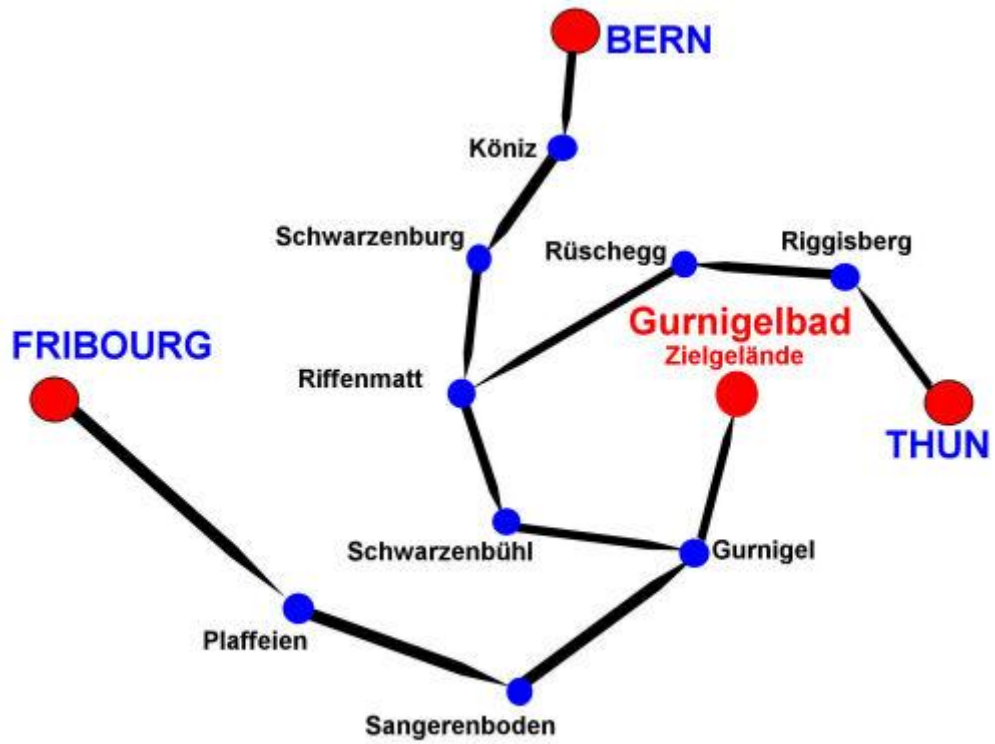 BERN
Köniz
Schwarzenburg
Rüschegg
Riggisberg
Gurnigelbad
Zielgelände
FRIBOURG
Riffenmatt
THUN
Schwarzenbühl
Gurnigel
Plaffeien
Sangerenboden